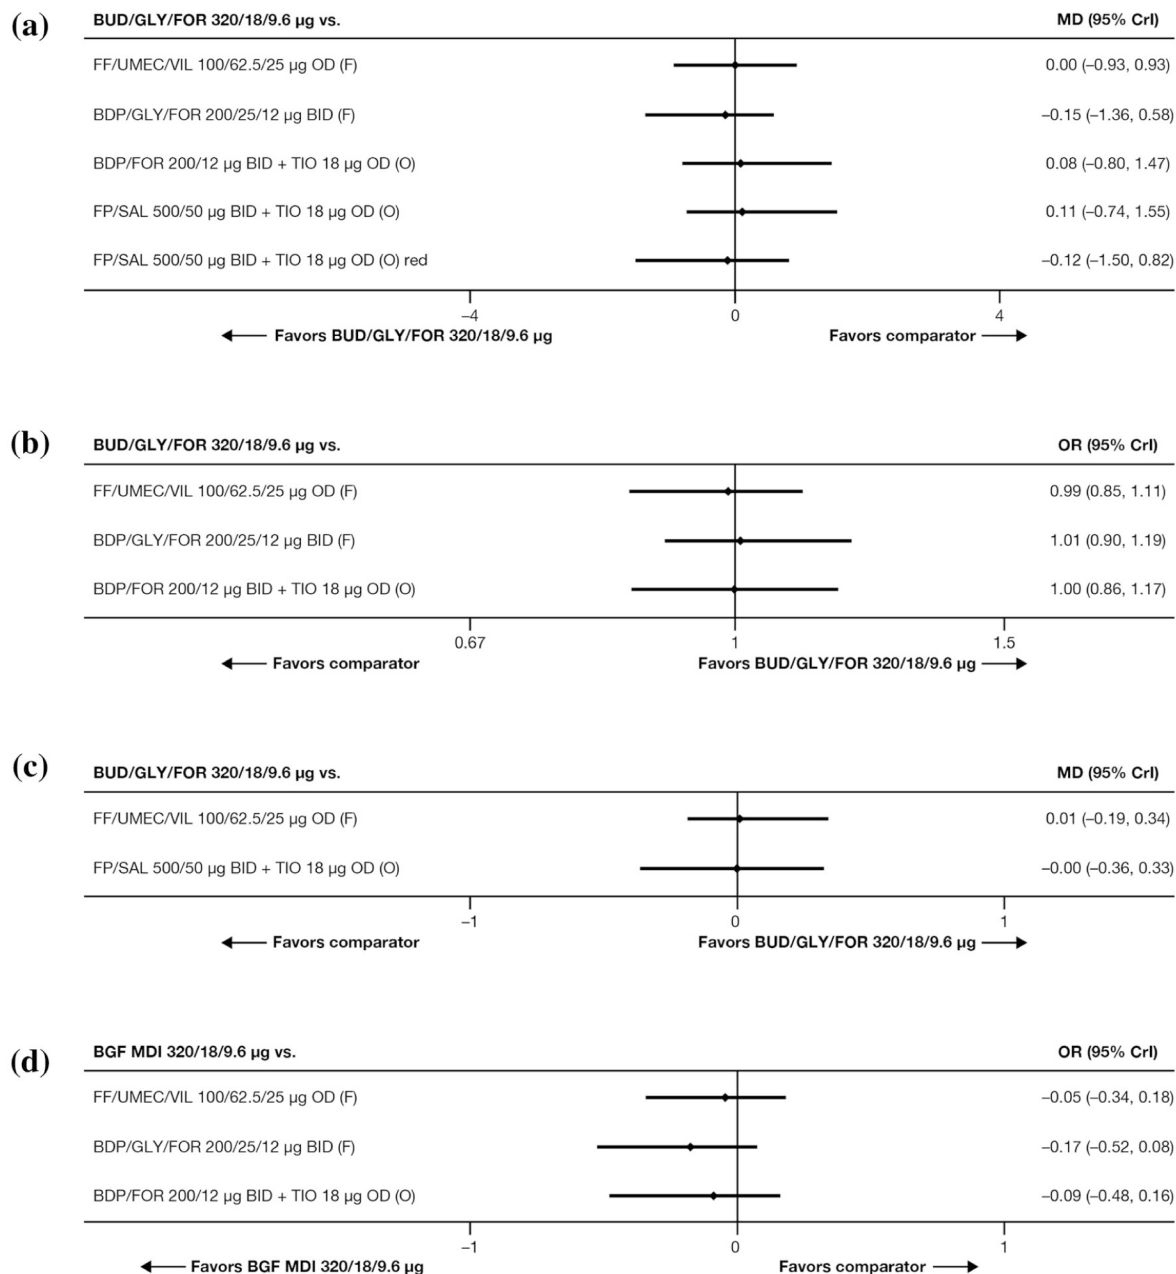 (a)
BUD/GLY/FOR 320/18/9.6 µg vs. MD (95% CrI)
FF/UMEC/VIL 100/62.5/25 µg OD (F) 0.00 (–0.93, 0.93)
BDP/GLY/FOR 200/25/12 µg BID (F) –0.15 (–1.36, 0.58)
BDP/FOR 200/12 µg BID + TIO 18 µg OD (O) 0.08 (–0.80, 1.47)
FP/SAL 500/50 µg BID + TIO 18 µg OD (O) 0.11 (–0.74, 1.55)
FP/SAL 500/50 µg BID + TIO 18 µg OD (O) red –0.12 (–1.50, 0.82)
–4 0 4
Favors BUD/GLY/FOR 320/18/9.6 µg Favors comparator
(b)
BUD/GLY/FOR 320/18/9.6 µg vs. OR (95% CrI)
FF/UMEC/VIL 100/62.5/25 µg OD (F) 0.99 (0.85, 1.11)
BDP/GLY/FOR 200/25/12 µg BID (F) 1.01 (0.90, 1.19)
BDP/FOR 200/12 µg BID + TIO 18 µg OD (O) 1.00 (0.86, 1.17)
0.67 1 1.5
Favors comparator Favors BUD/GLY/FOR 320/18/9.6 µg
(c)
BUD/GLY/FOR 320/18/9.6 µg vs. MD (95% CrI)
FF/UMEC/VIL 100/62.5/25 µg OD (F) 0.01 (–0.19, 0.34)
FP/SAL 500/50 µg BID + TIO 18 µg OD (O) -0.00 (–0.36, 0.33)
–1 0 1
Favors comparator Favors BUD/GLY/FOR 320/18/9.6 µg
(d)
BGF MDI 320/18/9.6 µg vs. OR (95% CrI)
FF/UMEC/VIL 100/62.5/25 µg OD (F) –0.05 (–0.34, 0.18)
BDP/GLY/FOR 200/25/12 µg BID (F) –0.17 (–0.52, 0.08)
BDP/FOR 200/12 µg BID + TIO 18 µg OD (O) –0.09 (–0.48, 0.16)
–1 0 1
Favors BGF MDI 320/18/9.6 µg Favors comparator